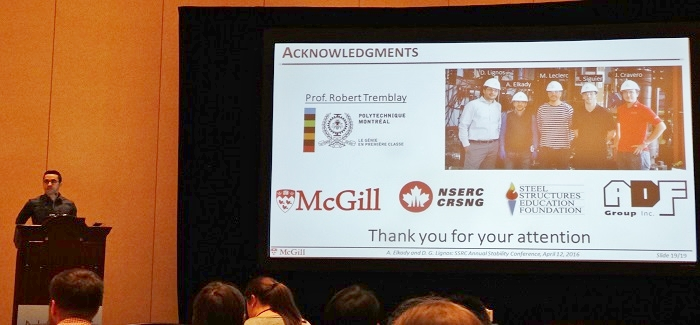 ACKNOWLEDGMENTS
D. Lignos
A. Elkady
M. Leclerc
R. Siguier
J. Cravero
Prof. Robert Tremblay
POLYTECHNIQUE
MONTRÉAL
LE GÉNIE
EN PREMIÈRE CLASSE
McGill
NSERC
CRSNG
STEEL
STRUCTURES
EDUCATION
FOUNDATION
ADF
Group Inc.
Thank you for your attention
McGill
A. Elkady and D. G. Lignos: SSRC Annual Stability Conference, April 12, 2016
Slide 19/19